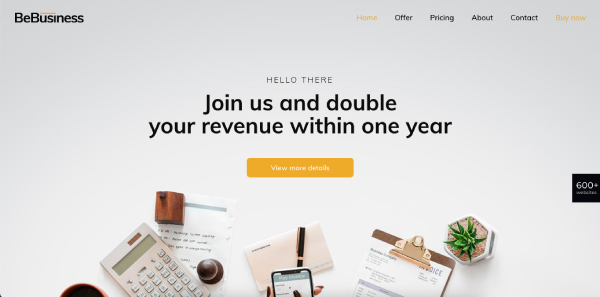 BeBusiness
Home Offer Pricing About Contact Buy now
HELLO THERE
Join us and double
your revenue within one year
View more details
600+
websites
INVOICE